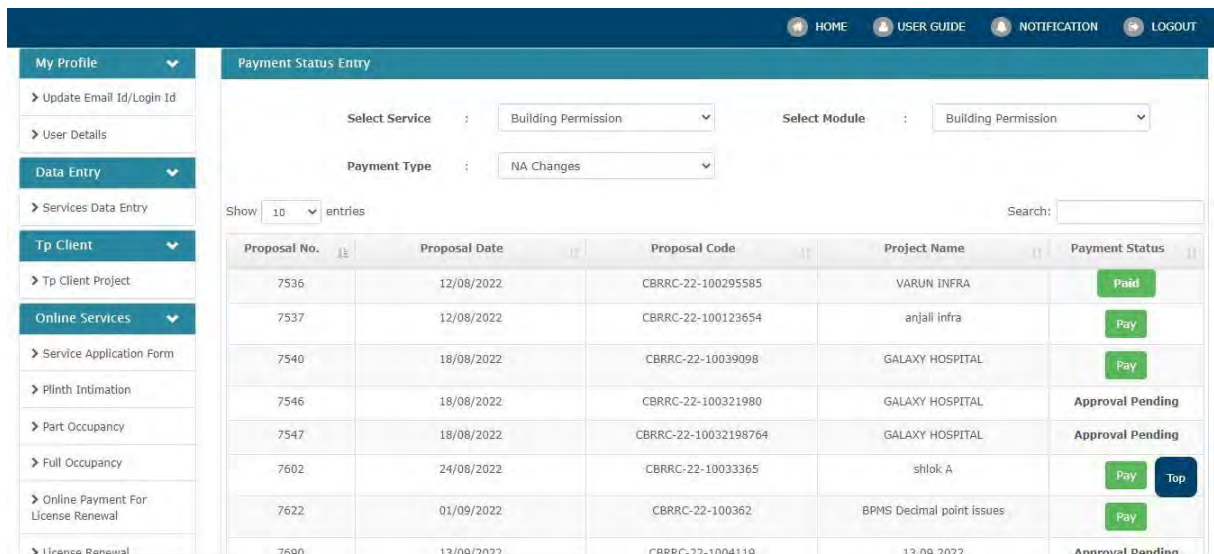 HOME USER GUIDE NOTIFICATION LOGOUT
My Profile
Update Email Id/Login Id
User Details
Data Entry
Services Data Entry
Tp Client
Tp Client Project
Online Services
Service Application Form
Plinth Intimation
Part Occupancy
Full Occupancy
Online Payment For
License Renewal
License Renewal
Payment Status Entry
Select Service : Building Permission Select Module : Building Permission
Payment Type : NA Changes
Show 10 entries Search:
Proposal No. Proposal Date Proposal Code Project Name Payment Status
7536 12/08/2022 CBRRC-22-100295585 VARUN INFRA Paid
7537 12/08/2022 CBRRC-22-100123654 anjali infra Pay
7540 18/08/2022 CBRRC-22-10039098 GALAXY HOSPITAL Pay
7546 18/08/2022 CBRRC-22-100321980 GALAXY HOSPITAL Approval Pending
7547 18/08/2022 CBRRC-22-10032198764 GALAXY HOSPITAL Approval Pending
7602 24/08/2022 CBRRC-22-10033365 shlok A Pay Top
7622 01/09/2022 CBRRC-22-100362 BPMS Decimal point issues Pay
7690 13/09/2022 CBRRC-22-1004119 13.09.2022 Approval Pending